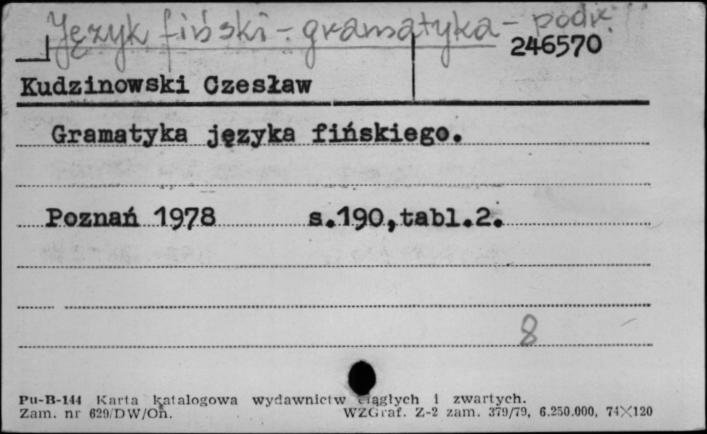 Język fiński - gramatyka - podr.
246570
Kudzinowski Czesław
Gramatyka języka fińskiego.
Poznań 1978 s.190,tabl.2.
8
Pu-B-144 Karta katalogowa wydawnictw ciągłych i zwartych.
Zam. nr 629/DW/Oń. WZGraf. Z-2 zam. 379/79, 6.250.000, 74×120